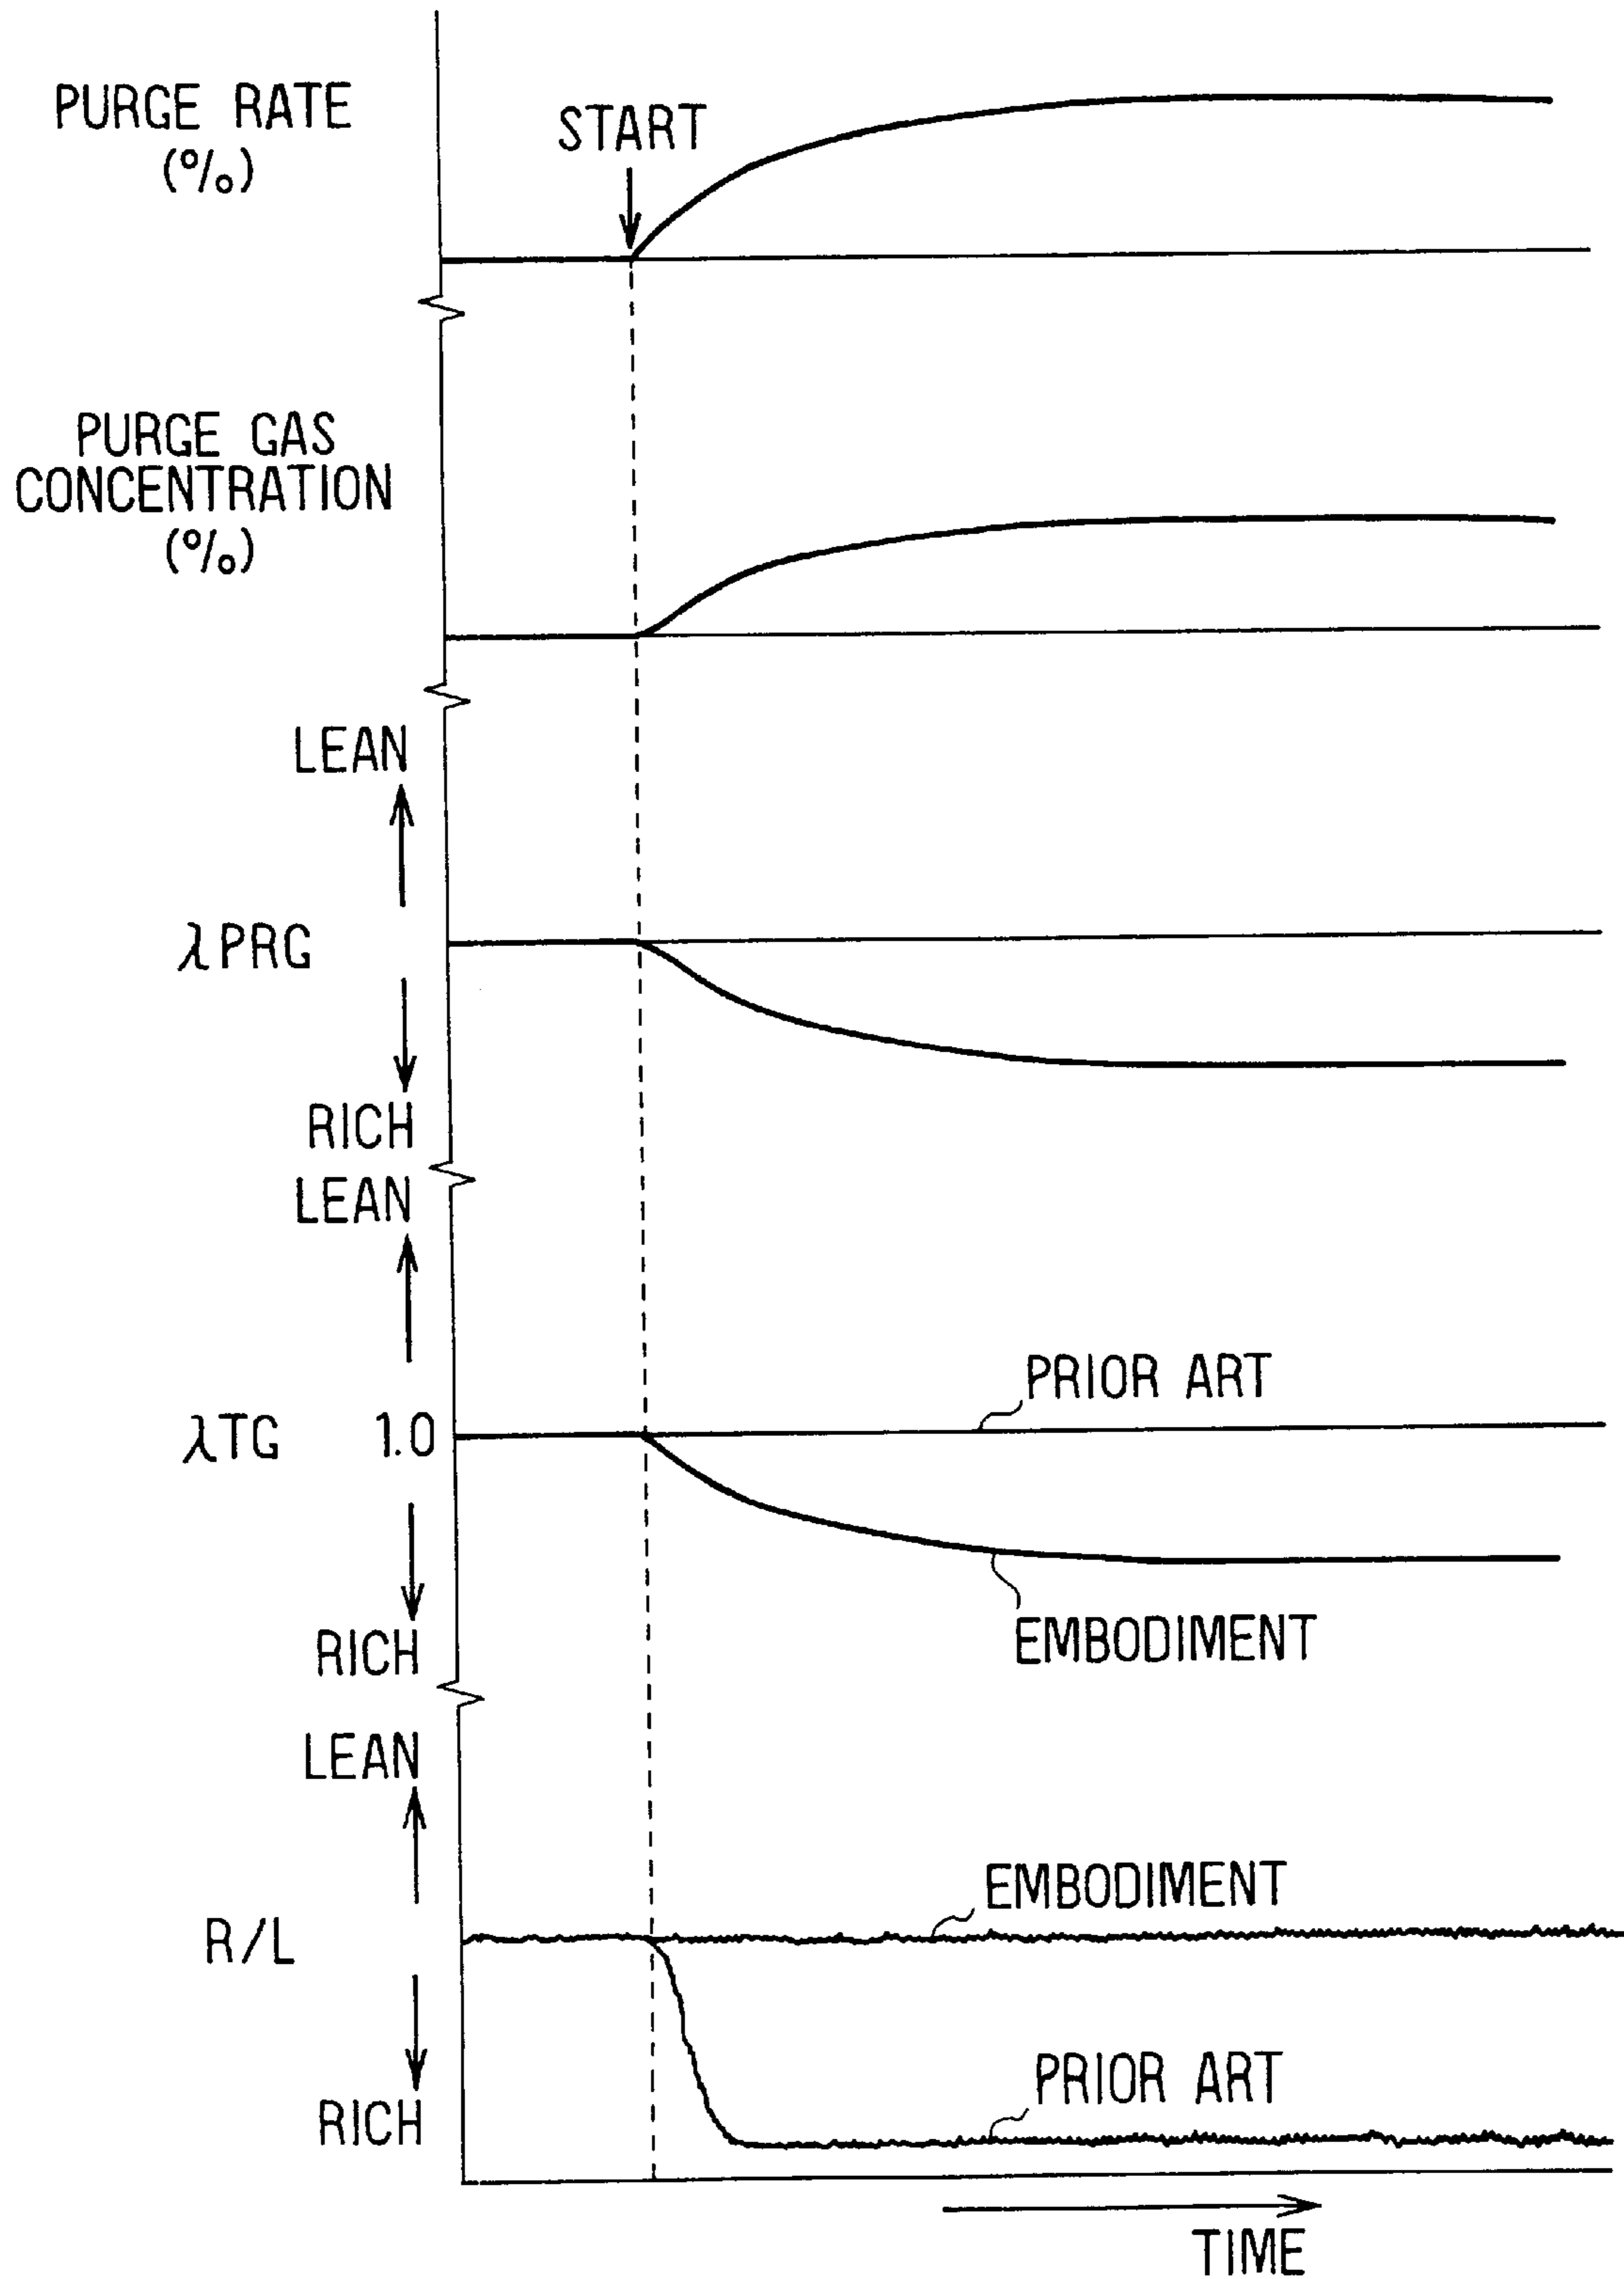 PURGE RATE
(%)
START
PURGE GAS
CONCENTRATION
(%)
LEAN
λPRG
RICH
LEAN
PRIOR ART
λTG 1.0
EMBODIMENT
RICH
LEAN
EMBODIMENT
R/L
PRIOR ART
RICH
TIME